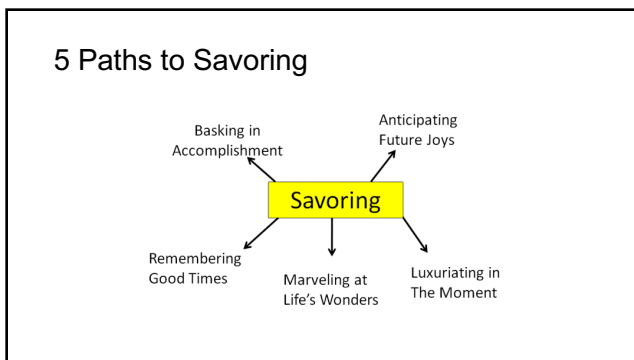 5 Paths to Savoring
Basking in
Accomplishment
Anticipating
Future Joys
Savoring
Remembering
Good Times
Marveling at
Life's Wonders
Luxuriating in
The Moment